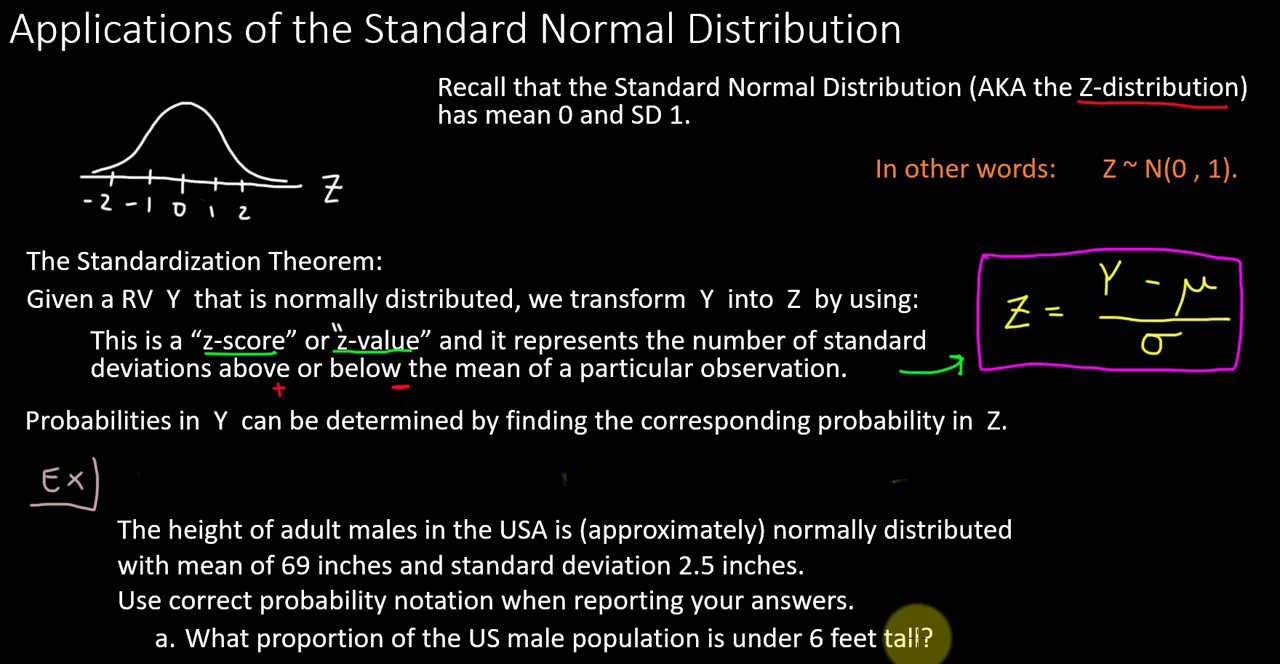 Applications of the Standard Normal Distribution
Recall that the Standard Normal Distribution (AKA the Z-distribution)
has mean 0 and SD 1.
In other words: Z ~ N(0 , 1).
-2 -1 0 1 2 Z
The Standardization Theorem:
Given a RV Y that is normally distributed, we transform Y into Z by using:
Z = (Y - μ) / σ
This is a “z-score” or "z-value” and it represents the number of standard
deviations above or below the mean of a particular observation.
+ −
Probabilities in Y can be determined by finding the corresponding probability in Z.
Ex)
The height of adult males in the USA is (approximately) normally distributed
with mean of 69 inches and standard deviation 2.5 inches.
Use correct probability notation when reporting your answers.
a. What proportion of the US male population is under 6 feet tall?